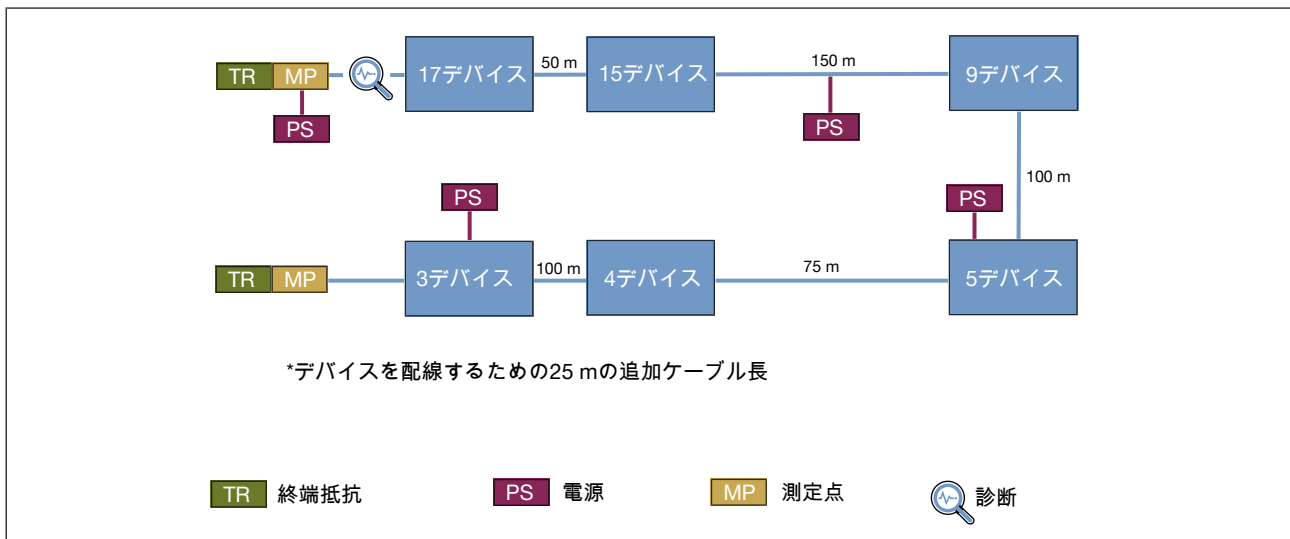 TR MP 17デバイス 50 m 15デバイス 150 m 9デバイス
PS PS
100 m
PS PS
TR MP 3デバイス 100 m 4デバイス 75 m 5デバイス
*デバイスを配線するための25 mの追加ケーブル長
TR 終端抵抗 PS 電源 MP 測定点 診断